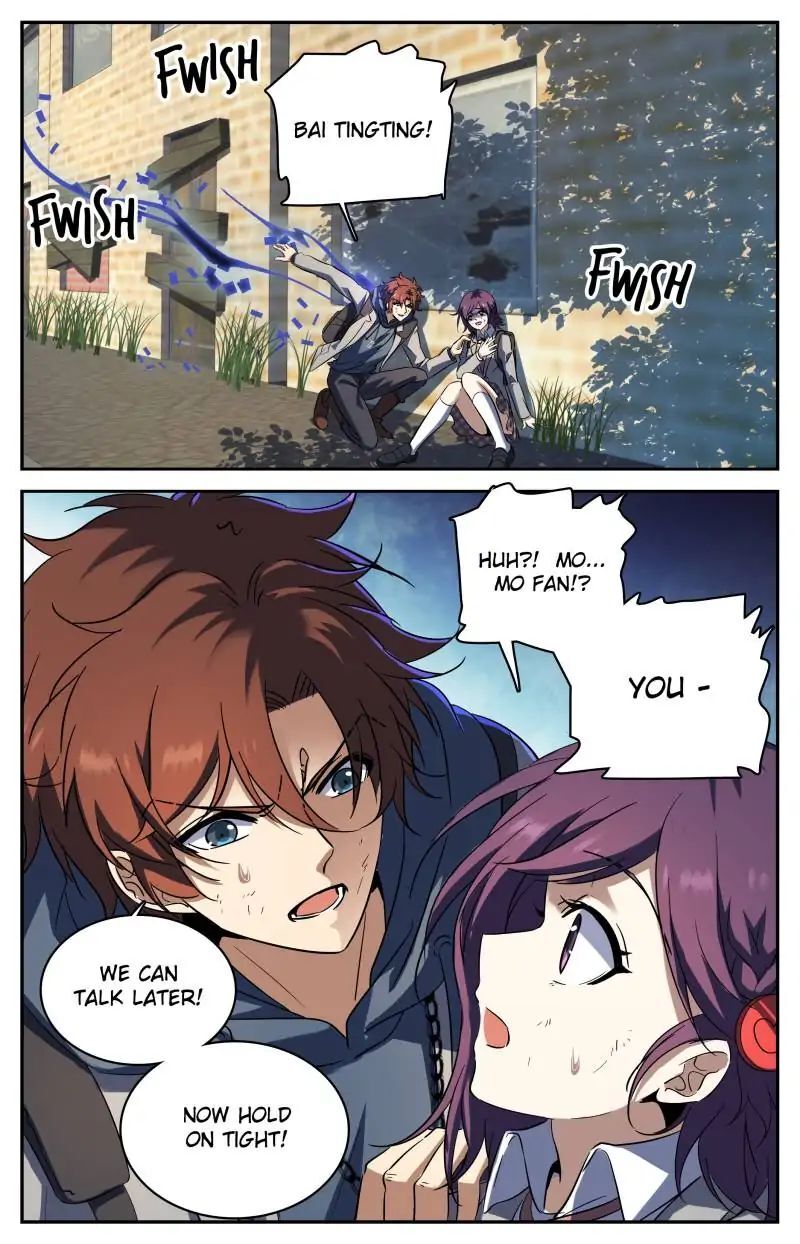 FWISH
BAI TINGTING!
FWISH
FWISH
HUH?! MO...
MO FAN!?
YOU -
WE CAN
TALK LATER!
NOW HOLD
ON TIGHT!